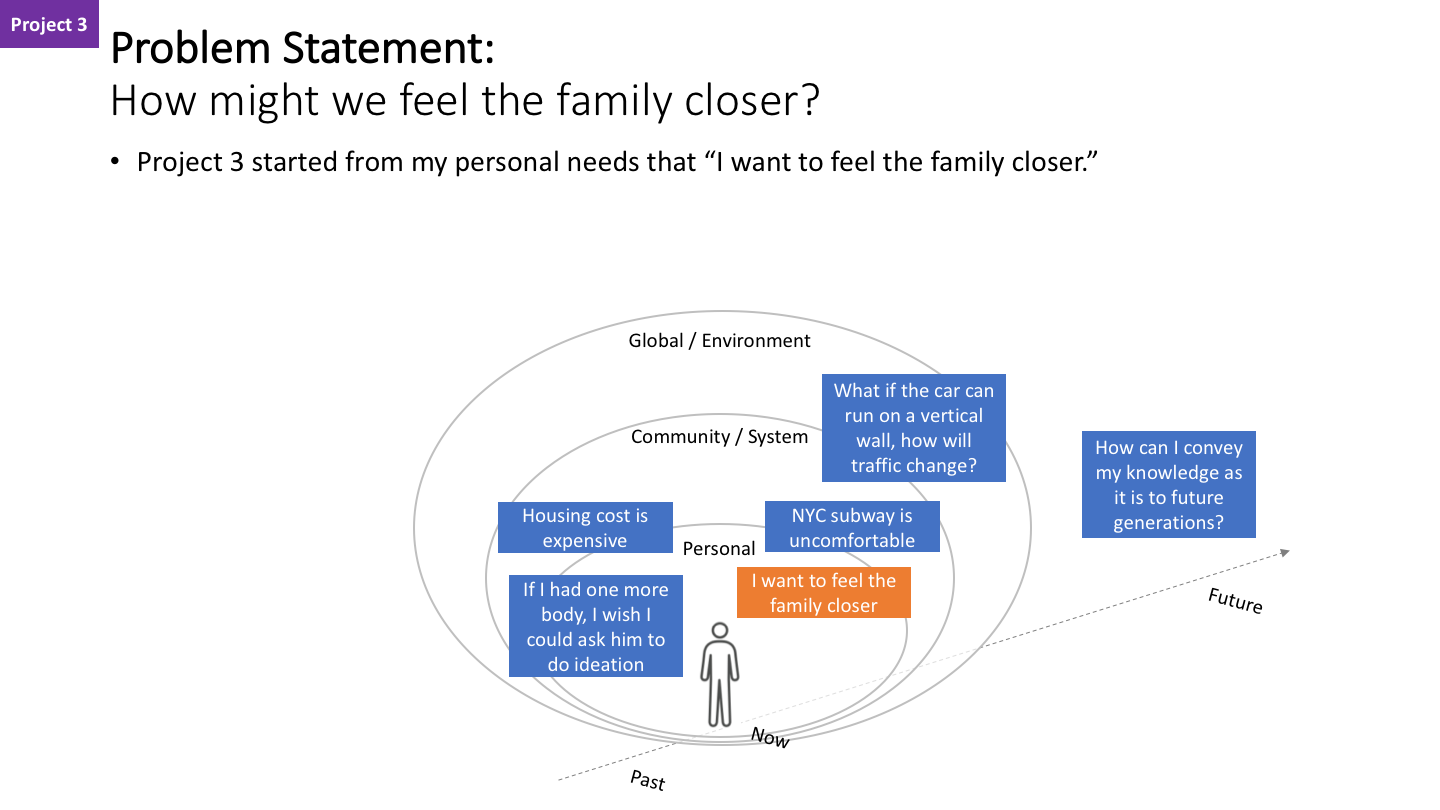 Project 3
Problem Statement:
How might we feel the family closer?
• Project 3 started from my personal needs that “I want to feel the family closer.”
Global / Environment
What if the car can
run on a vertical
wall, how will
traffic change?
Community / System
How can I convey
my knowledge as
it is to future
generations?
Housing cost is
expensive
NYC subway is
uncomfortable
Personal
I want to feel the
family closer
If I had one more
body, I wish I
could ask him to
do ideation
Future
Now
Past